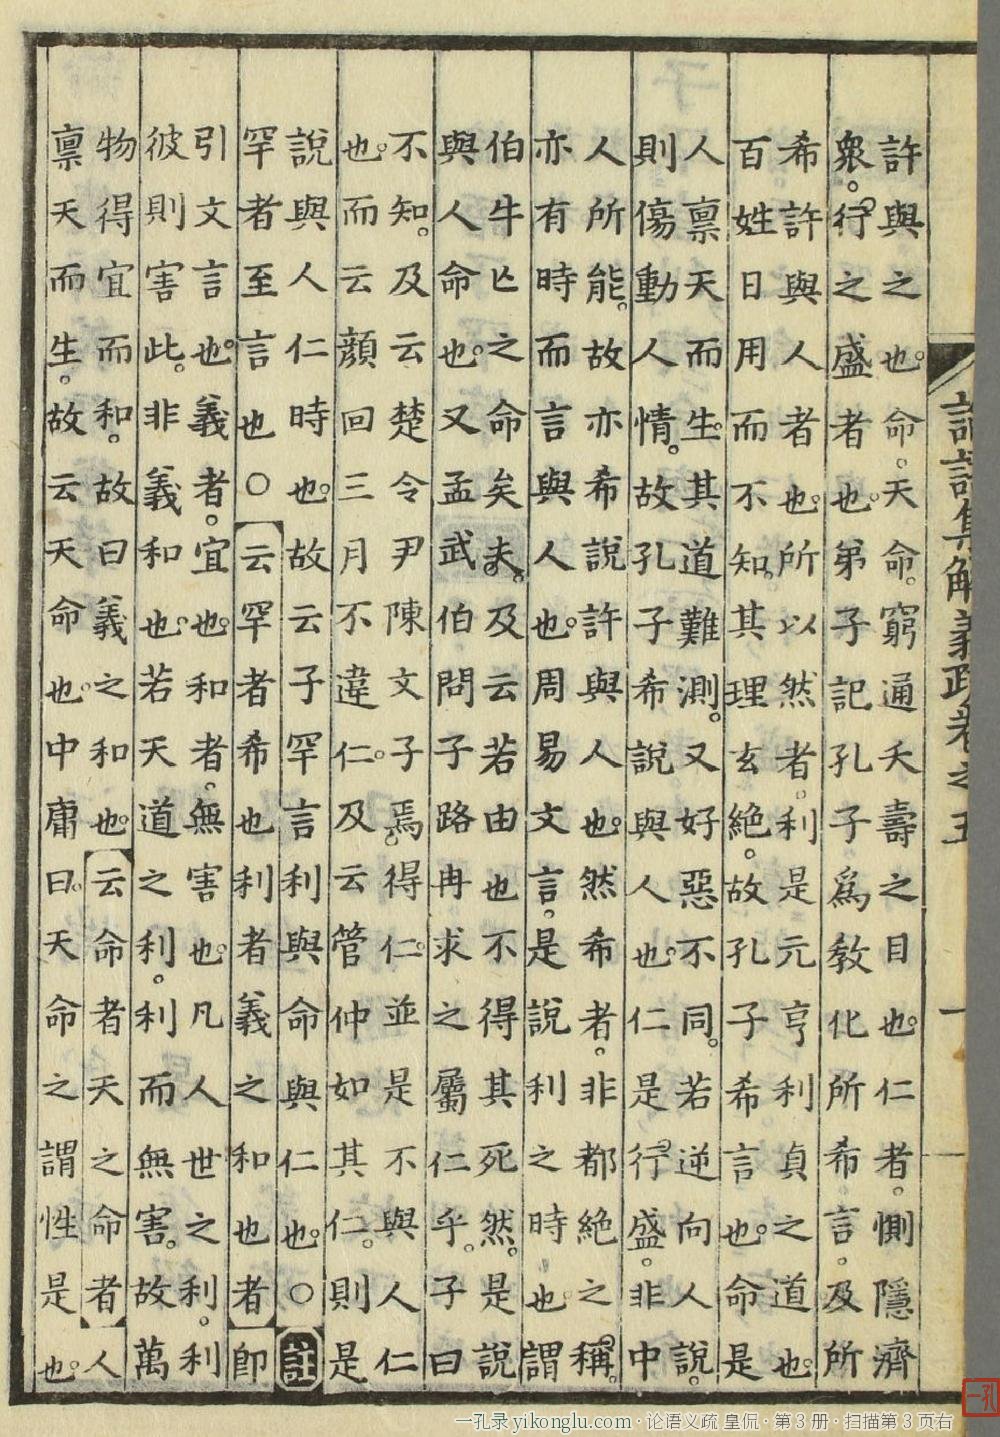 許與之也。命。天命。窮通夭壽之目也。仁者。惻隱濟
衆。行之盛者也。弟子記孔子爲教化所希言。及所
希許與人者也。所以然者。利是元亨利貞之道也。
百姓日用而不知。其理玄絶。故孔子希言也。命是
人禀天而生。其道難測。又好惡不同。若逆向人說。
則傷動人情。故孔子希說與人也。仁是行盛。非中
人所能。故亦希說許與人也。然希者。非都絶之稱。
亦有時而言與人也。周易文言。是說利之時也。謂
伯牛亡之命矣夫。及云若由也不得其死然。是說
與人命也。又孟武伯問子路冉求之屬仁乎。子曰
不知。及云楚令尹陳文子。焉得仁。並是不與人仁
也。而云顔回三月不違仁。及云管仲如其仁。則是
說與人仁時也。故云子罕言利與命與仁也。○註
罕者至言也○云罕者希也利者義之和也者即
引文言也。義者。宜也。和者。無害也。凡人世之利。利
彼則害此。非義和也。若天道之利。利而無害。故萬
物得宜而和。故曰義之和也。云命者天之命者人
禀天而生。故云天命也。中庸曰。天命之謂性是也。
論語集解義疏卷之五
一
一孔录 yikonglu.com · 论语义疏 皇侃 · 第 3 册 · 扫描第 3 页右
一孔